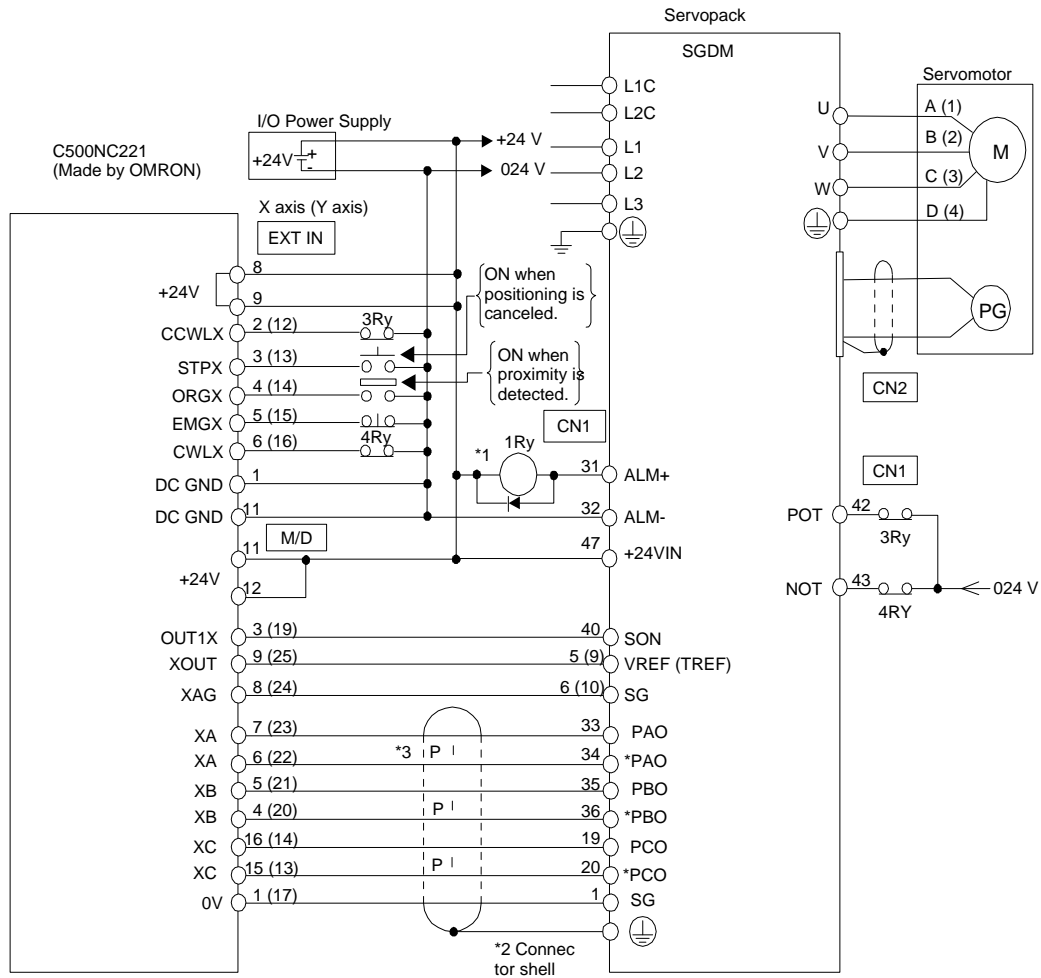 Servopack
SGDM
L1C
L2C
I/O Power Supply
+24V
+
-
+24 V
024 V
L1
L2
L3
Servomotor
U
V
W
A (1)
B (2)
C (3)
D (4)
M
PG
CN2
C500NC221
(Made by OMRON)
X axis (Y axis)
EXT IN
+24V
8
9
CCWLX
2 (12)
3Ry
STPX
3 (13)
ORGX
4 (14)
EMGX
5 (15)
CWLX
6 (16)
4Ry
DC GND
1
DC GND
11
ON when
positioning is
canceled.
ON when
proximity is
detected.
CN1
*1
1Ry
31
ALM+
32
ALM-
47
+24VIN
CN1
POT
42
3Ry
NOT
43
4RY
024 V
M/D
+24V
11
12
OUT1X
3 (19)
40
SON
XOUT
9 (25)
5 (9)
VREF (TREF)
XAG
8 (24)
6 (10)
SG
XA
7 (23)
33
PAO
XA
6 (22)
*3
P
34
*PAO
XB
5 (21)
35
PBO
XB
4 (20)
P
36
*PBO
XC
16 (14)
19
PCO
XC
15 (13)
P
20
*PCO
0V
1 (17)
1
SG
*2 Connec
tor shell